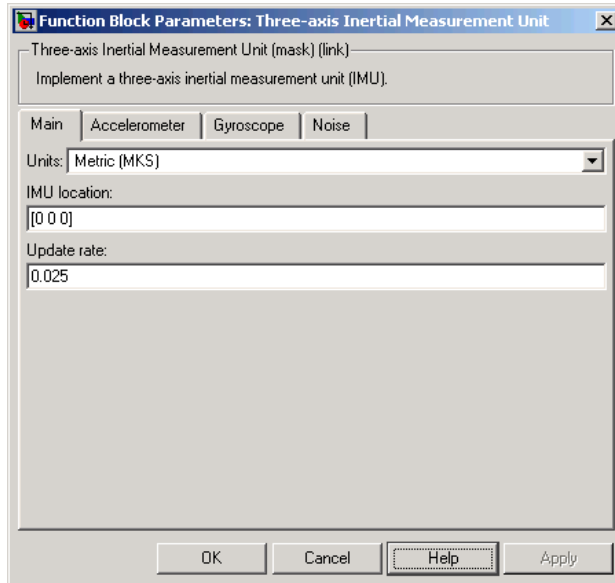 Function Block Parameters: Three-axis Inertial Measurement Unit
Three-axis Inertial Measurement Unit (mask) (link)
Implement a three-axis inertial measurement unit (IMU).
Main Accelerometer Gyroscope Noise
Units: Metric (MKS)
IMU location:
[0 0 0]
Update rate:
0.025
OK Cancel Help Apply